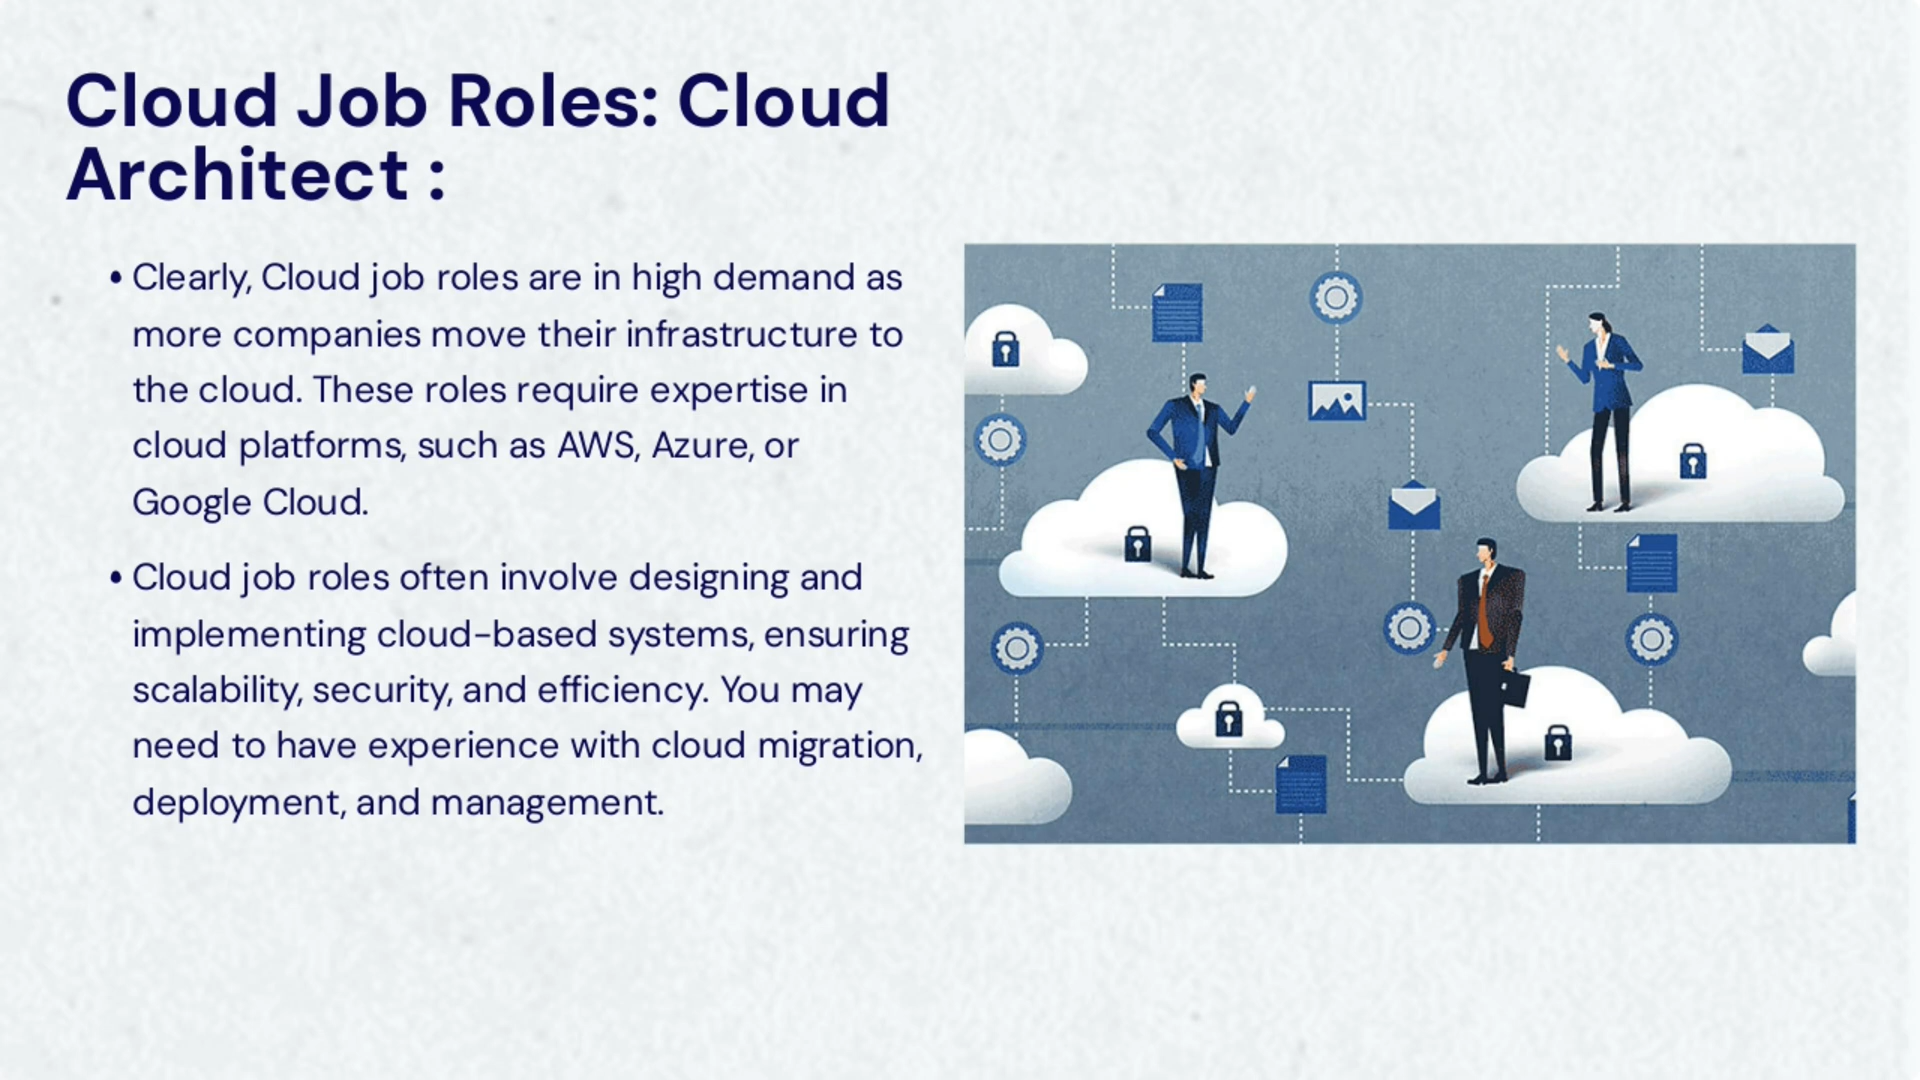 Cloud Job Roles: Cloud
Architect :
• Clearly, Cloud job roles are in high demand as
more companies move their infrastructure to
the cloud. These roles require expertise in
cloud platforms, such as AWS, Azure, or
Google Cloud.
• Cloud job roles often involve designing and
implementing cloud-based systems, ensuring
scalability, security, and efficiency. You may
need to have experience with cloud migration,
deployment, and management.